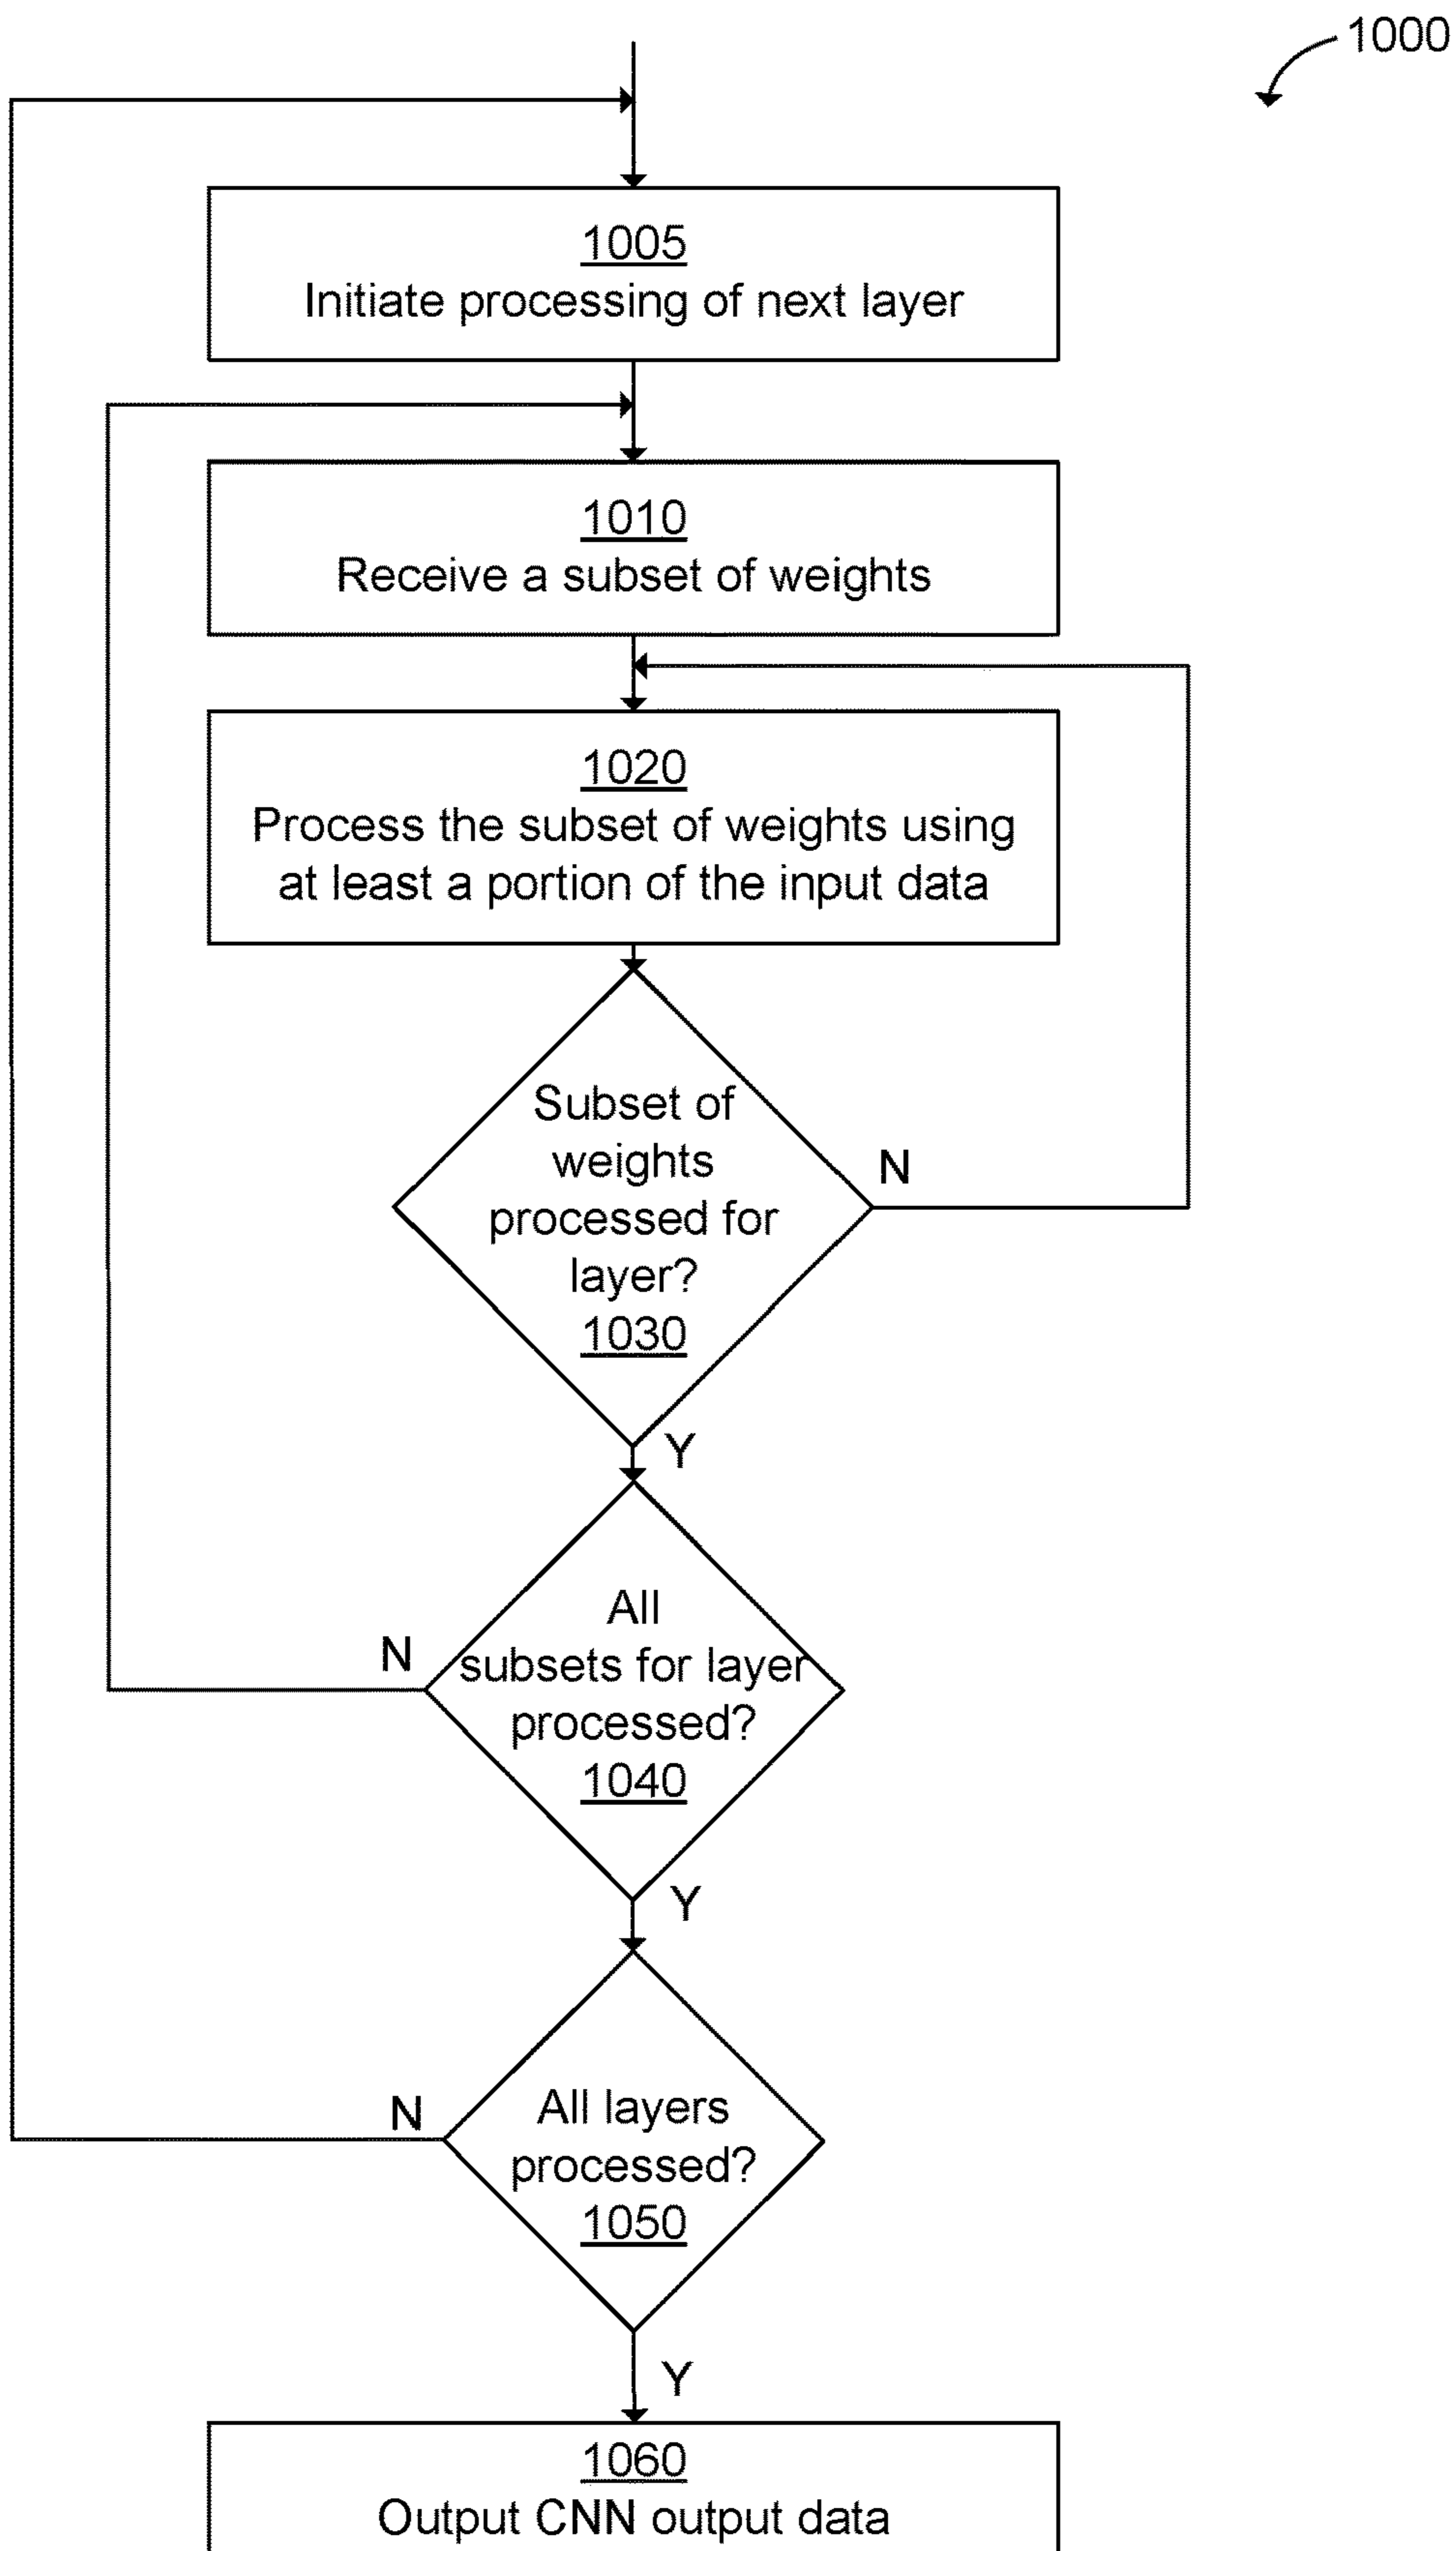 1000
1005
Initiate processing of next layer
1010
Receive a subset of weights
1020
Process the subset of weights using
at least a portion of the input data
Subset of
weights
processed for
layer?
1030
N
Y
All
subsets for layer
processed?
1040
N
Y
All layers
processed?
1050
N
Y
1060
Output CNN output data